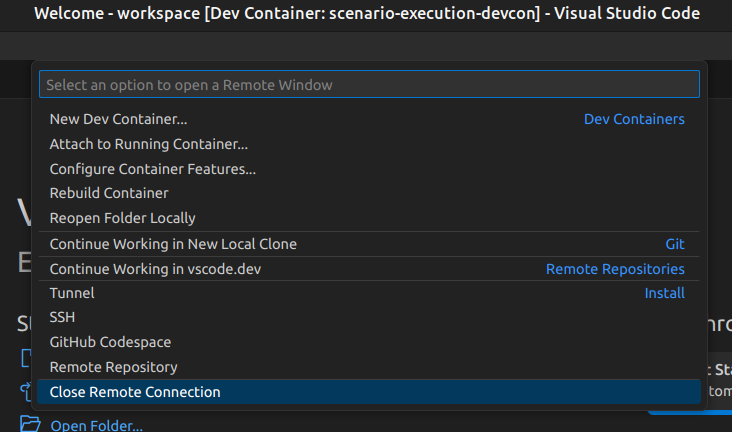 Welcome - workspace [Dev Container: scenario-execution-devcon] - Visual Studio Code
Select an option to open a Remote Window
New Dev Container... Dev Containers
Attach to Running Container...
Configure Container Features...
Rebuild Container
Reopen Folder Locally
Continue Working in New Local Clone Git
Continue Working in vscode.dev Remote Repositories
Tunnel Install
SSH
GitHub Codespace
Remote Repository
Close Remote Connection
Open Folder...